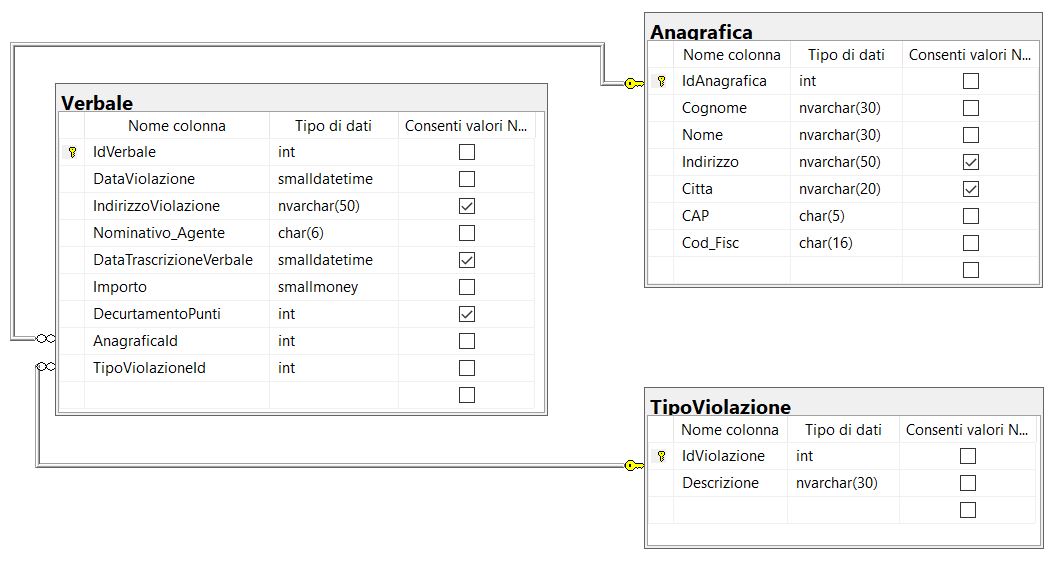 Verbale
Nome colonna Tipo di dati Consenti valori N...
IdVerbale int
DataViolazione smalldatetime
IndirizzoViolazione nvarchar(50)
Nominativo_Agente char(6)
DataTrascrizioneVerbale smalldatetime
Importo smallmoney
DecurtamentoPunti int
AnagraficaId int
TipoViolazioneId int
Anagrafica
Nome colonna Tipo di dati Consenti valori N...
IdAnagrafica int
Cognome nvarchar(30)
Nome nvarchar(30)
Indirizzo nvarchar(50)
Citta nvarchar(20)
CAP char(5)
Cod_Fisc char(16)
TipoViolazione
Nome colonna Tipo di dati Consenti valori N...
IdViolazione int
Descrizione nvarchar(30)